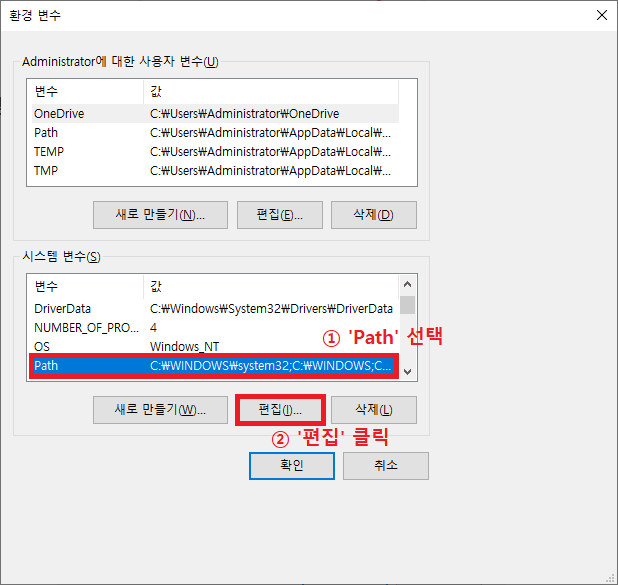 환경 변수
Administrator에 대한 사용자 변수(U)
변수 값
OneDrive C:₩Users₩Administrator₩OneDrive
Path C:₩Users₩Administrator₩AppData₩Local₩...
TEMP C:₩Users₩Administrator₩AppData₩Local₩...
TMP C:₩Users₩Administrator₩AppData₩Local₩...
새로 만들기(N)... 편집(E)... 삭제(D)
시스템 변수(S)
변수 값
DriverData C:₩Windows₩System32₩Drivers₩DriverData
NUMBER_OF_PRO... 4
① 'Path' 선택
OS Windows_NT
Path C:₩WINDOWS₩system32;C:₩WINDOWS;C...
새로 만들기(W)... 편집(I)... 삭제(L)
② '편집' 클릭
확인 취소